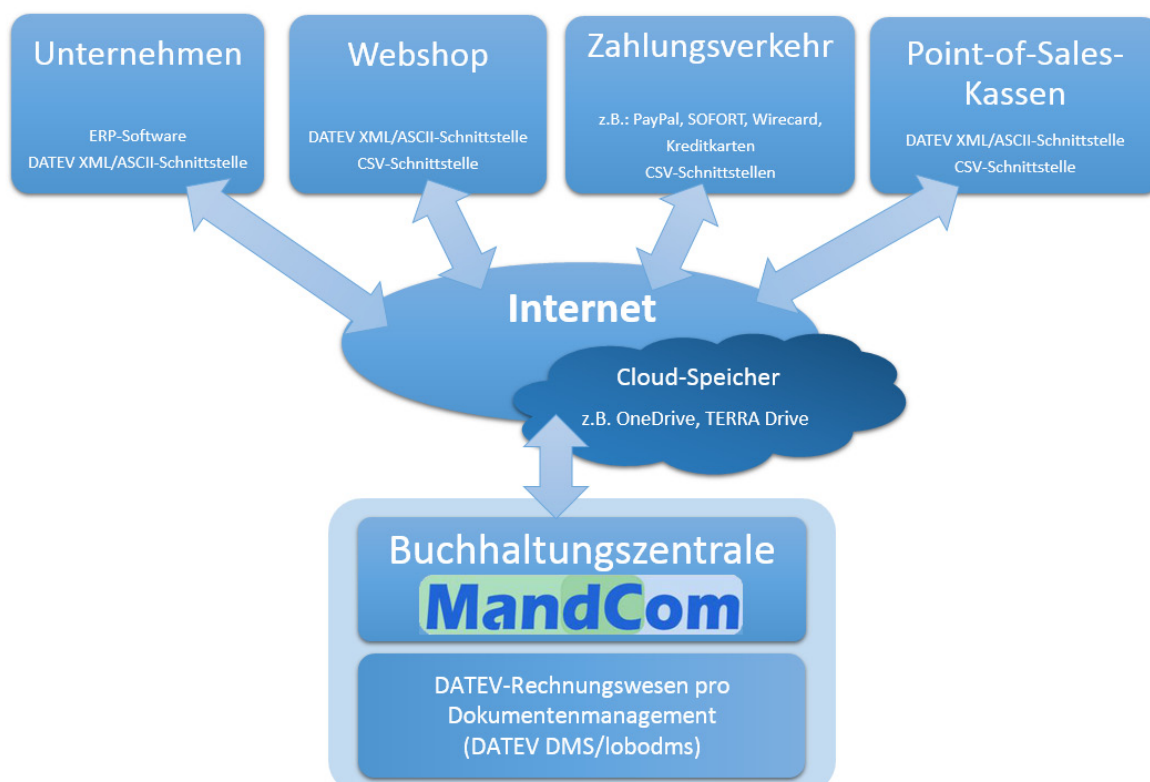 Unternehmen
ERP-Software
DATEV XML/ASCII-Schnittstelle
Webshop
DATEV XML/ASCII-Schnittstelle
CSV-Schnittstelle
Zahlungsverkehr
z.B.: PayPal, SOFORT, Wirecard,
Kreditkarten
CSV-Schnittstellen
Point-of-Sales-
Kassen
DATEV XML/ASCII-Schnittstelle
CSV-Schnittstelle
Internet
Cloud-Speicher
z.B. OneDrive, TERRA Drive
Buchhaltungszentrale
MandCom
DATEV-Rechnungswesen pro
Dokumentenmanagement
(DATEV DMS/lobodms)